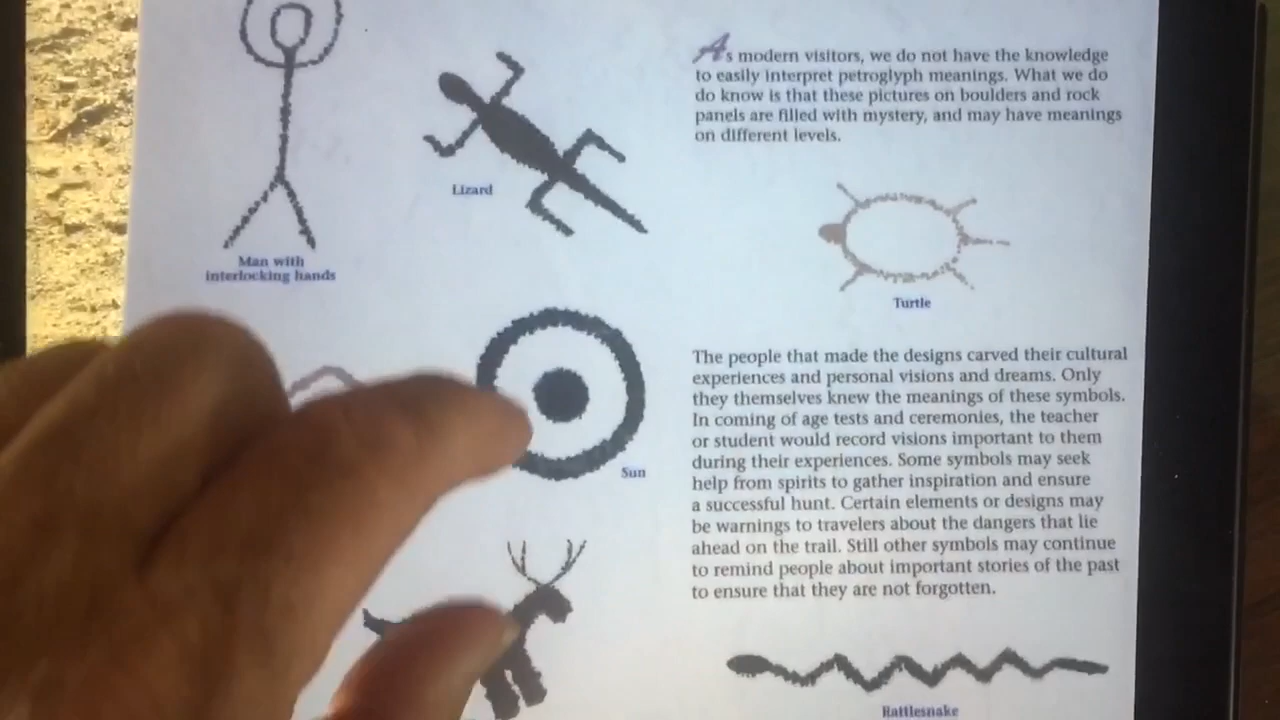 As modern visitors, we do not have the knowledge
to easily interpret petroglyph meanings. What we do
do know is that these pictures on boulders and rock
panels are filled with mystery, and may have meanings
on different levels.
Lizard
Man with
interlocking hands
Turtle
The people that made the designs carved their cultural
experiences and personal visions and dreams. Only
they themselves knew the meanings of these symbols.
In coming of age tests and ceremonies, the teacher
or student would record visions important to them
during their experiences. Some symbols may seek
help from spirits to gather inspiration and ensure
a successful hunt. Certain elements or designs may
be warnings to travelers about the dangers that lie
ahead on the trail. Still other symbols may continue
to remind people about important stories of the past
to ensure that they are not forgotten.
Sun
Rattlesnake